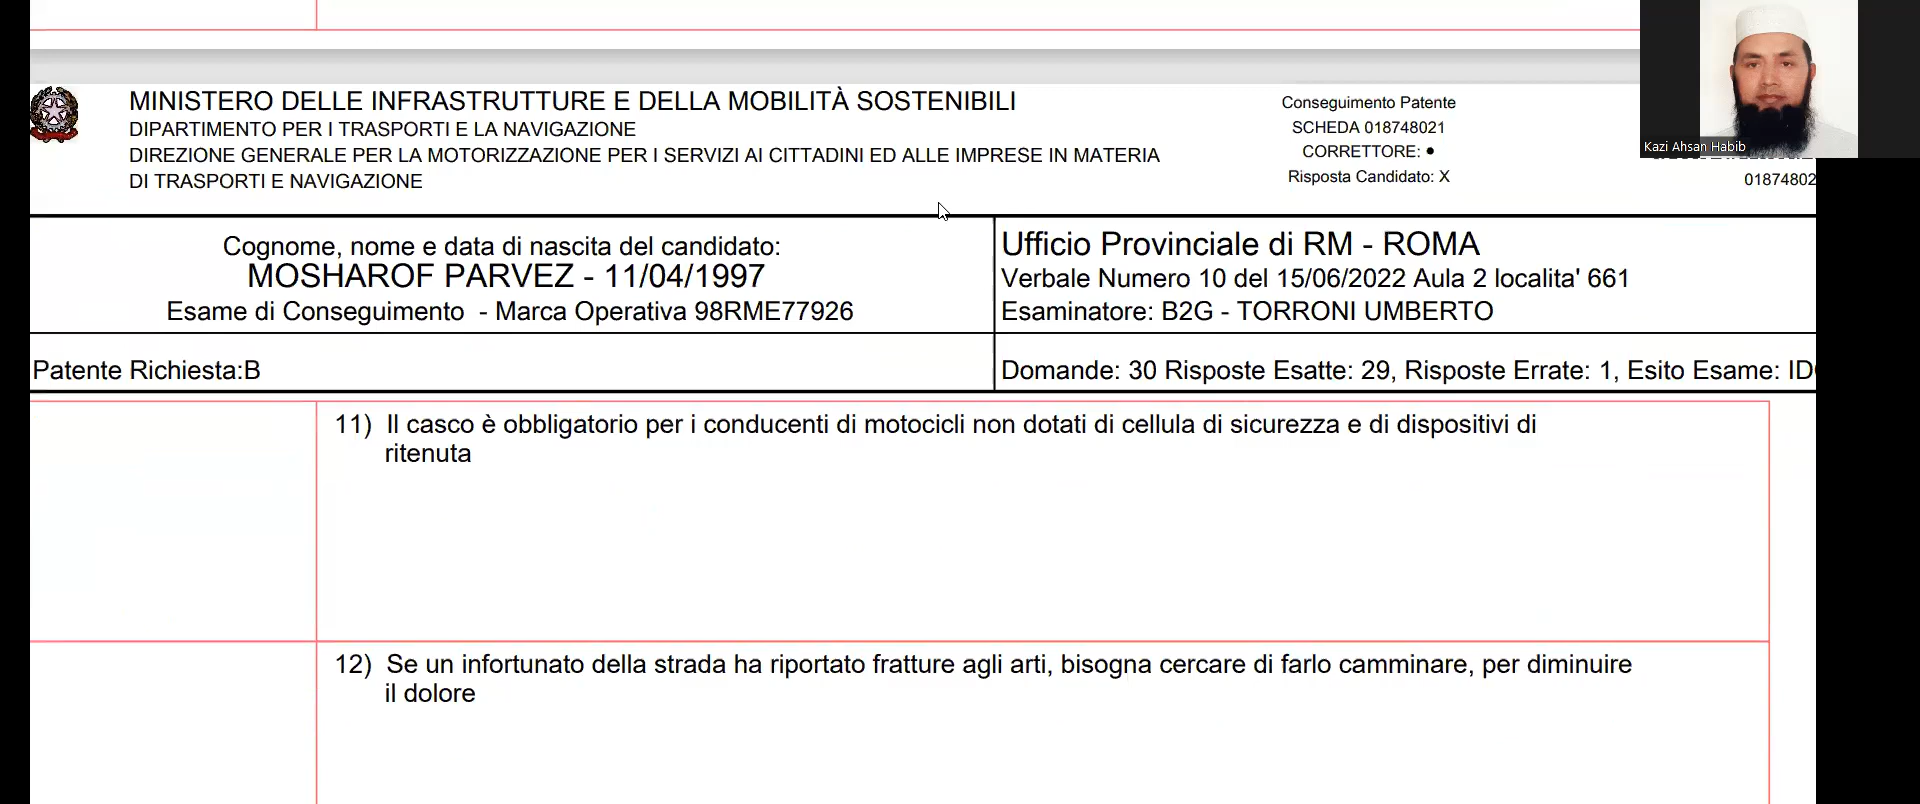 MINISTERO DELLE INFRASTRUTTURE E DELLA MOBILITÀ SOSTENIBILI
DIPARTIMENTO PER I TRASPORTI E LA NAVIGAZIONE
DIREZIONE GENERALE PER LA MOTORIZZAZIONE PER I SERVIZI AI CITTADINI ED ALLE IMPRESE IN MATERIA
DI TRASPORTI E NAVIGAZIONE
Conseguimento Patente
SCHEDA 018748021
CORRETTORE: •
Risposta Candidato: X
Kazi Ahsan Habib
01874802
Cognome, nome e data di nascita del candidato:
MOSHAROF PARVEZ - 11/04/1997
Esame di Conseguimento - Marca Operativa 98RME77926
Ufficio Provinciale di RM - ROMA
Verbale Numero 10 del 15/06/2022 Aula 2 localita' 661
Esaminatore: B2G - TORRONI UMBERTO
Patente Richiesta:B
Domande: 30 Risposte Esatte: 29, Risposte Errate: 1, Esito Esame: ID
11) Il casco è obbligatorio per i conducenti di motocicli non dotati di cellula di sicurezza e di dispositivi di
ritenuta
12) Se un infortunato della strada ha riportato fratture agli arti, bisogna cercare di farlo camminare, per diminuire
il dolore